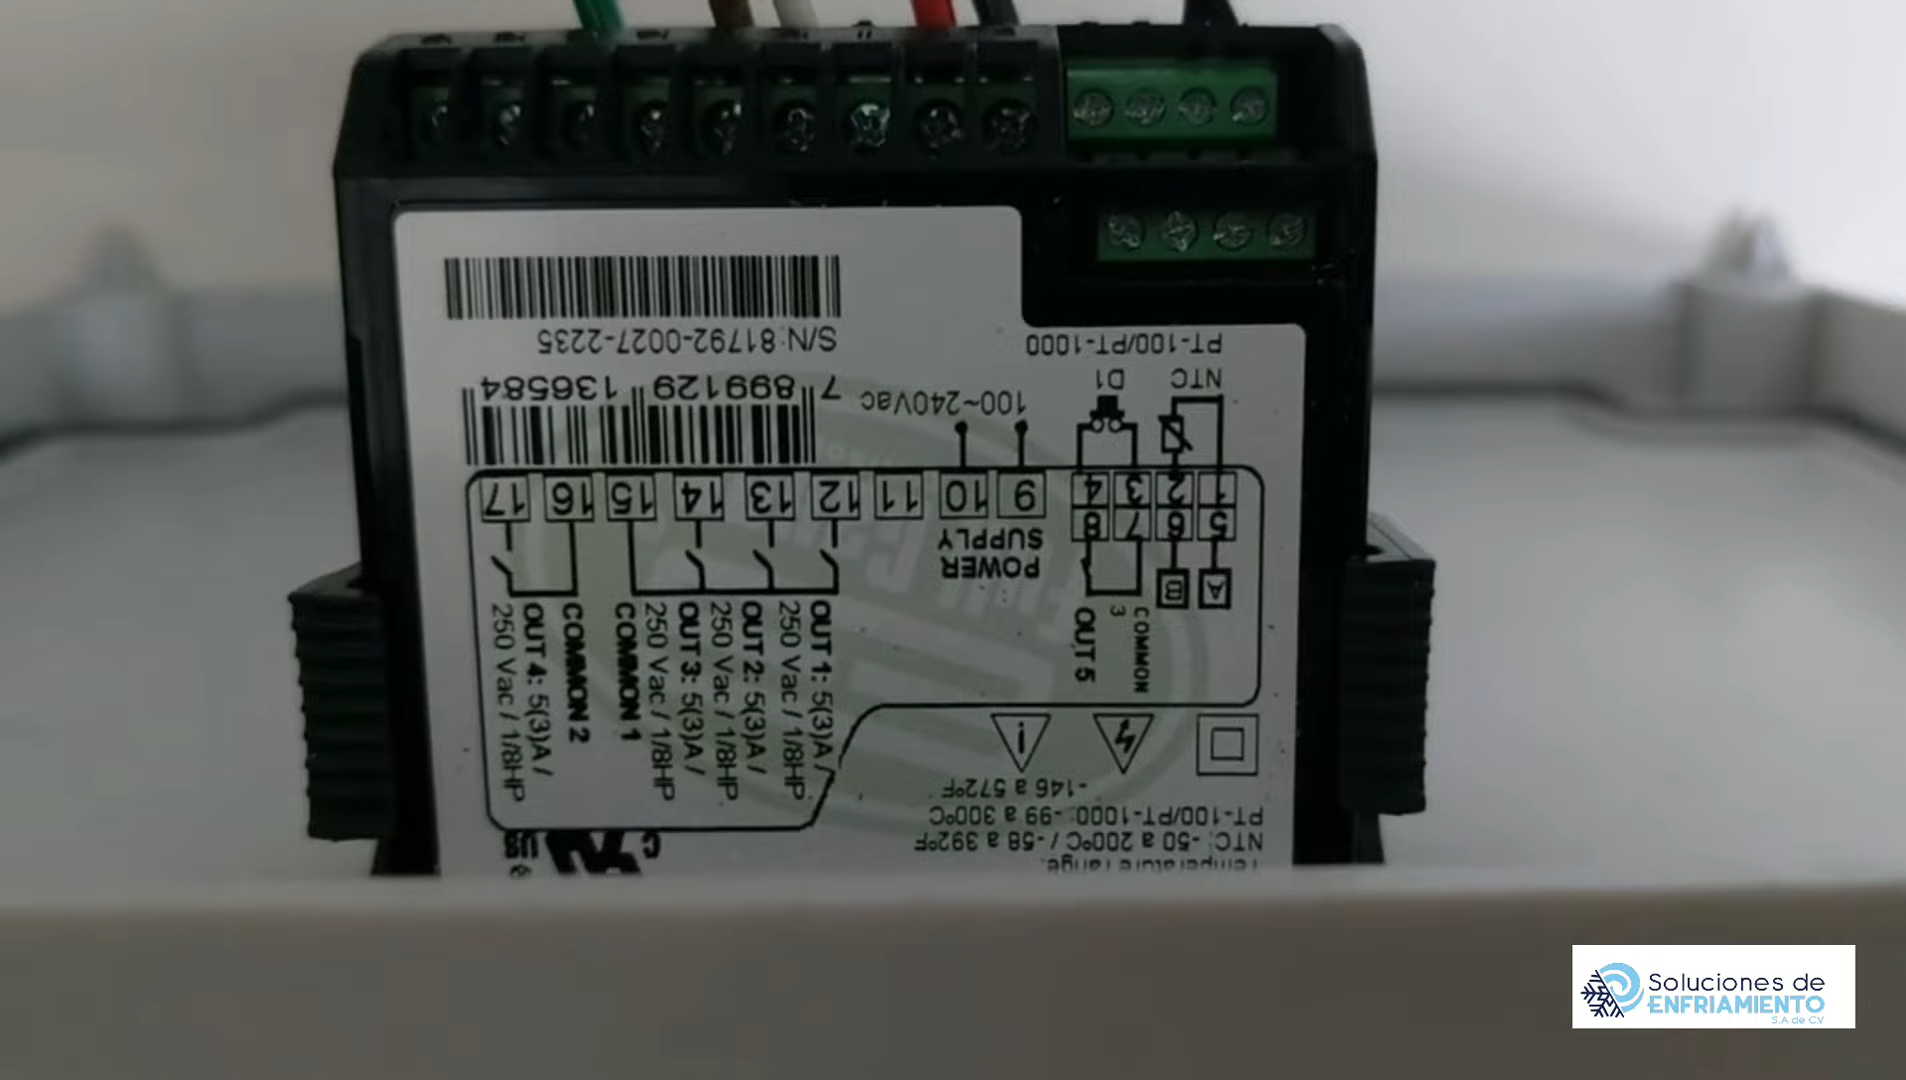 S/N: 81792-0027-2235
7 899129 136584
PT-100/PT-1000
NTC
D1
100~240Vac
1 2 3 4
5 6 7 8
9 10 11 12 13 14 15 16 17
POWER
SUPPLY
A
B
COMMON
3
OUT 5
OUT 1: 5(3)A /
250 Vac / 1/8HP
OUT 2: 5(3)A /
250 Vac / 1/8HP
OUT 3: 5(3)A /
250 Vac / 1/8HP
COMMON 1
COMMON 2
OUT 4: 5(3)A /
250 Vac / 1/8HP
-146 a 572ºF
PT-100/PT-1000: -99 a 300ºC
NTC: -50 a 200ºC / -58 a 392ºF
Temperature range:
c
US
Soluciones de
ENFRIAMIENTO
S.A de C.V